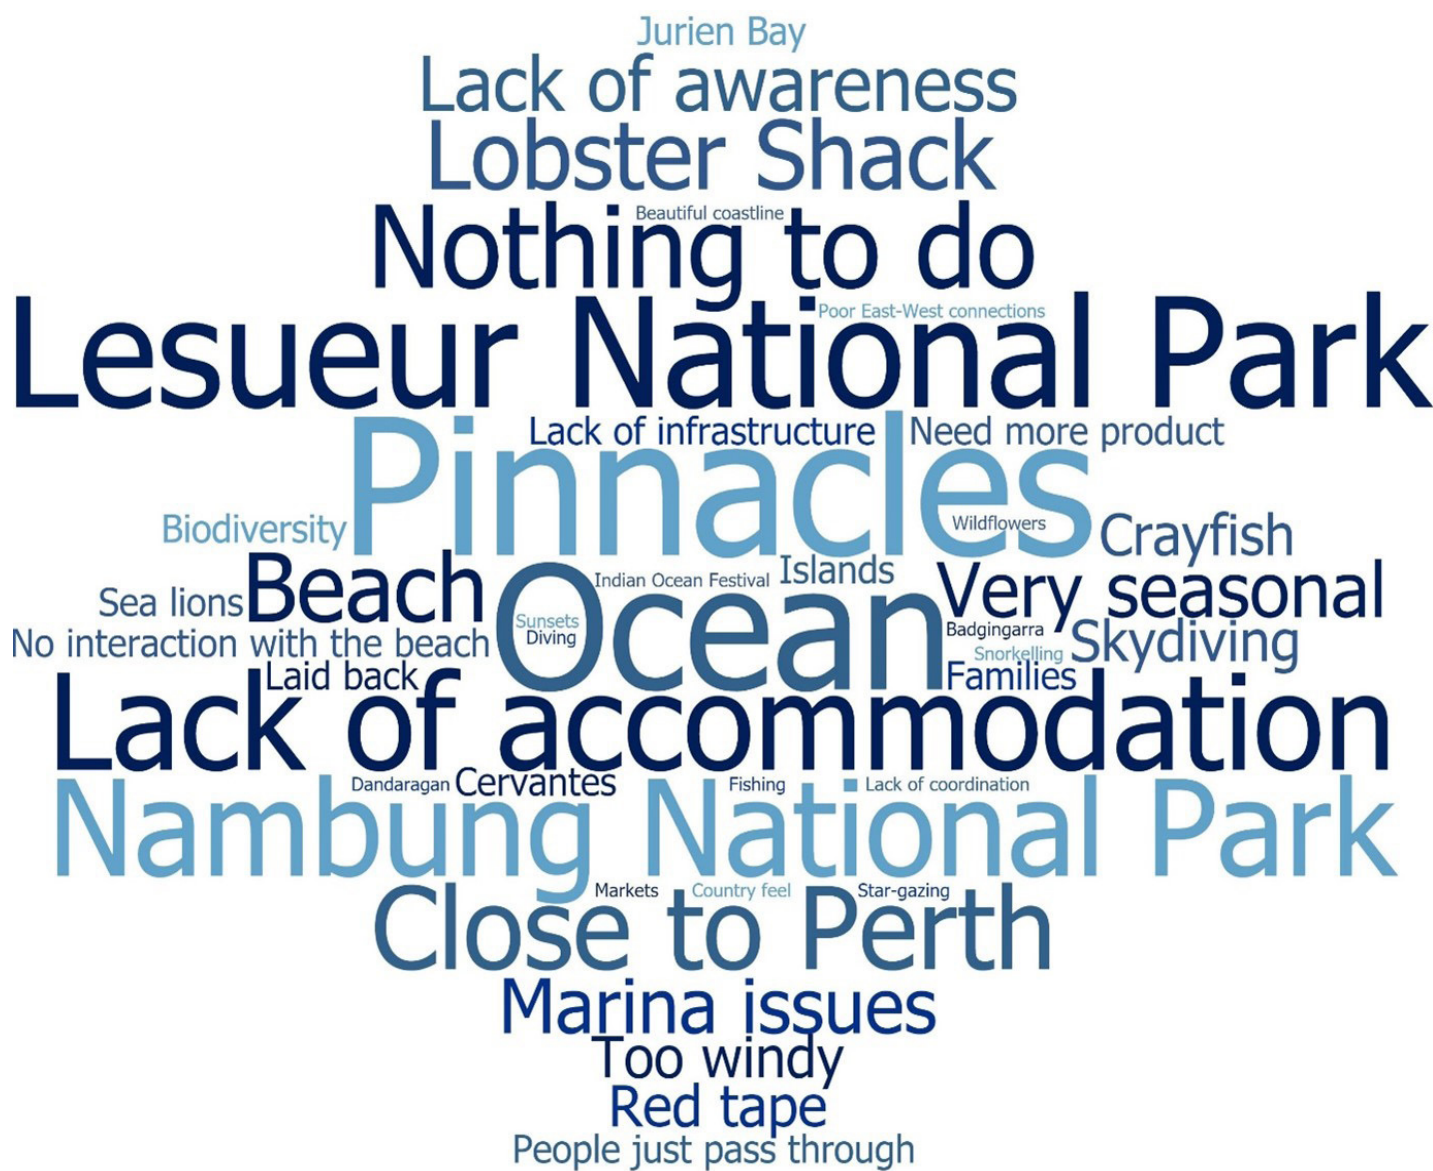 Jurien Bay
Lack of awareness
Lobster Shack
Beautiful coastline
Nothing to do
Poor East-West connections
Lesueur National Park
Lack of infrastructure
Need more product
Pinnacles
Wildflowers
Biodiversity
Crayfish
Beach
Indian Ocean Festival
Islands
Very seasonal
Sea lions
Ocean
Sunsets
Diving
Badgingarra
Skydiving
No interaction with the beach
Snorkelling
Laid back
Families
Lack of accommodation
Dandaragan
Cervantes
Fishing
Lack of coordination
Nambung National Park
Markets
Country feel
Star-gazing
Close to Perth
Marina issues
Too windy
Red tape
People just pass through